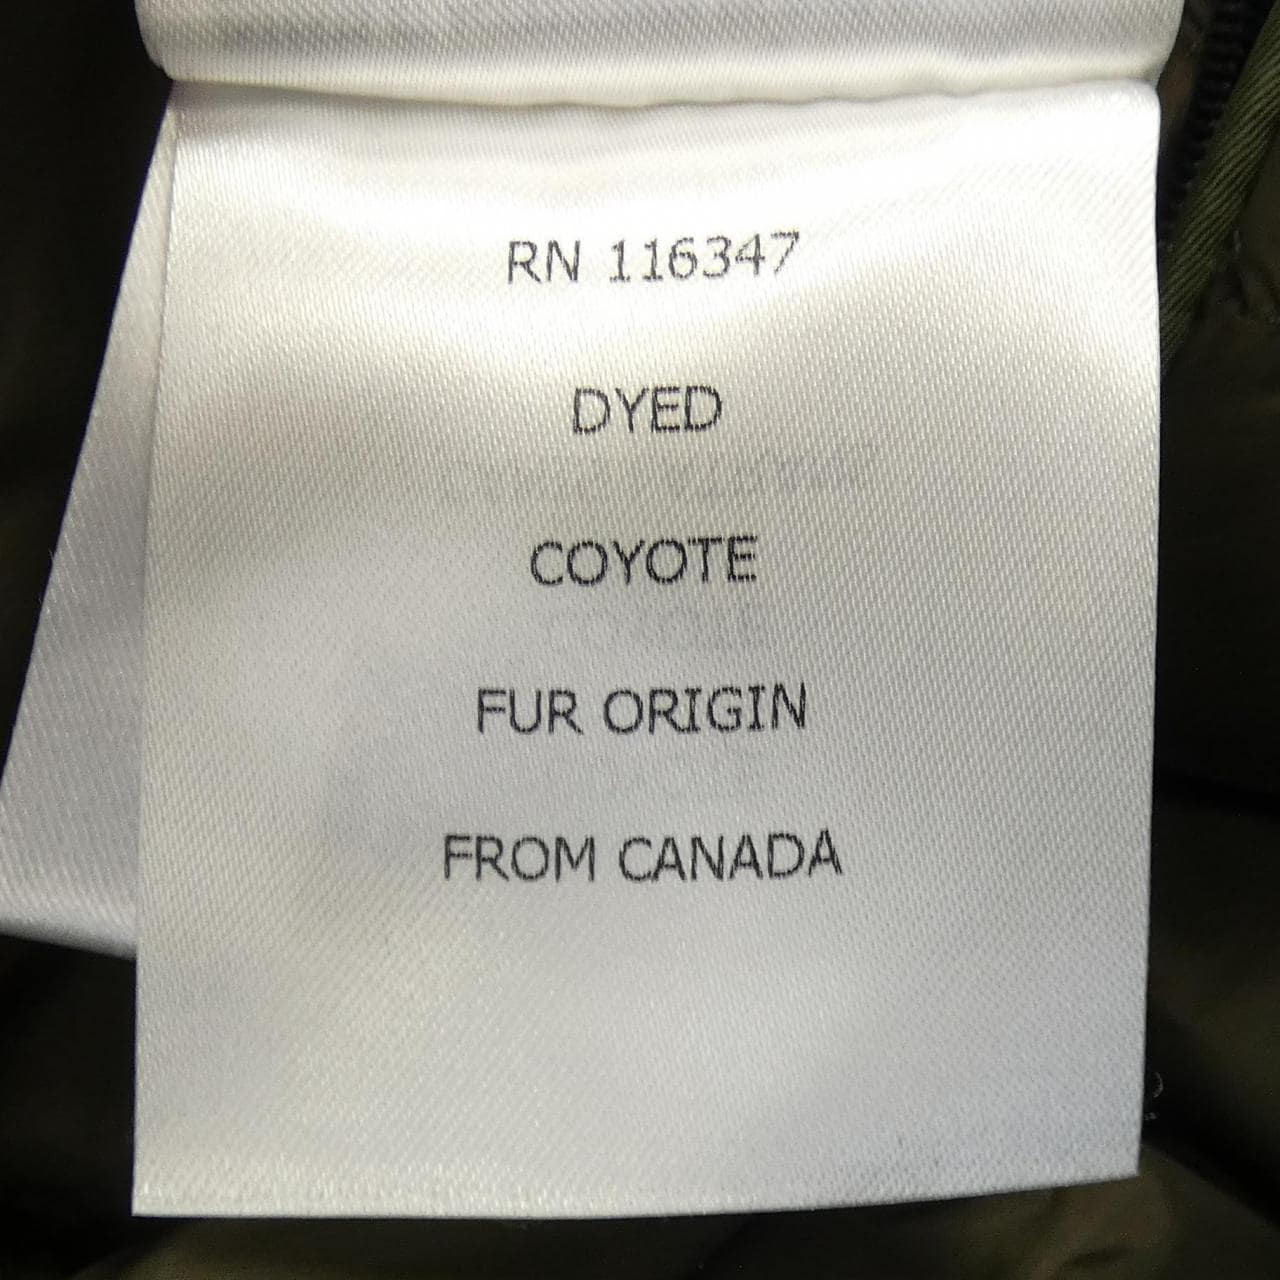 RN 116347
DYED
COYOTE
FUR ORIGIN
FROM CANADA